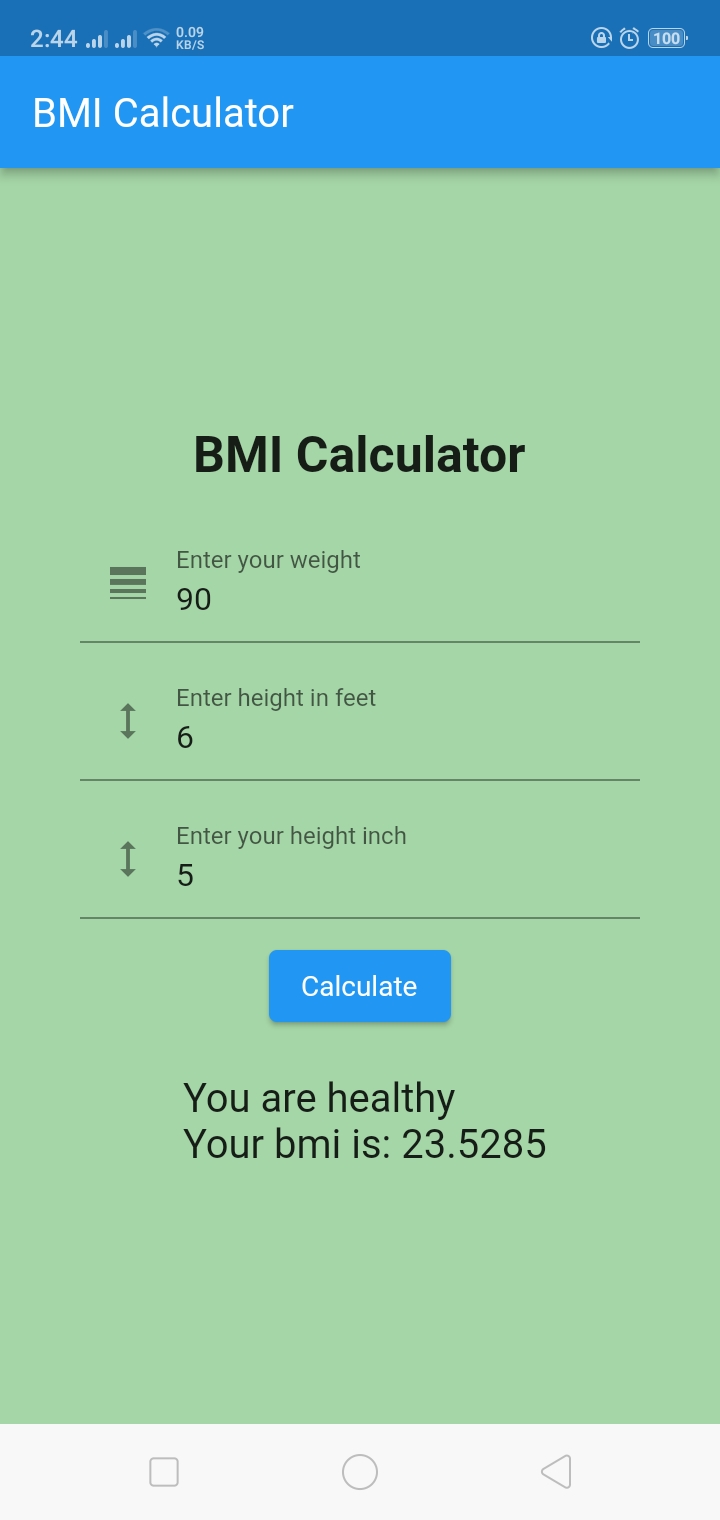 2:44 0.09 KB/S 100
BMI Calculator
BMI Calculator
Enter your weight
90
Enter height in feet
6
Enter your height inch
5
Calculate
You are healthy
Your bmi is: 23.5285